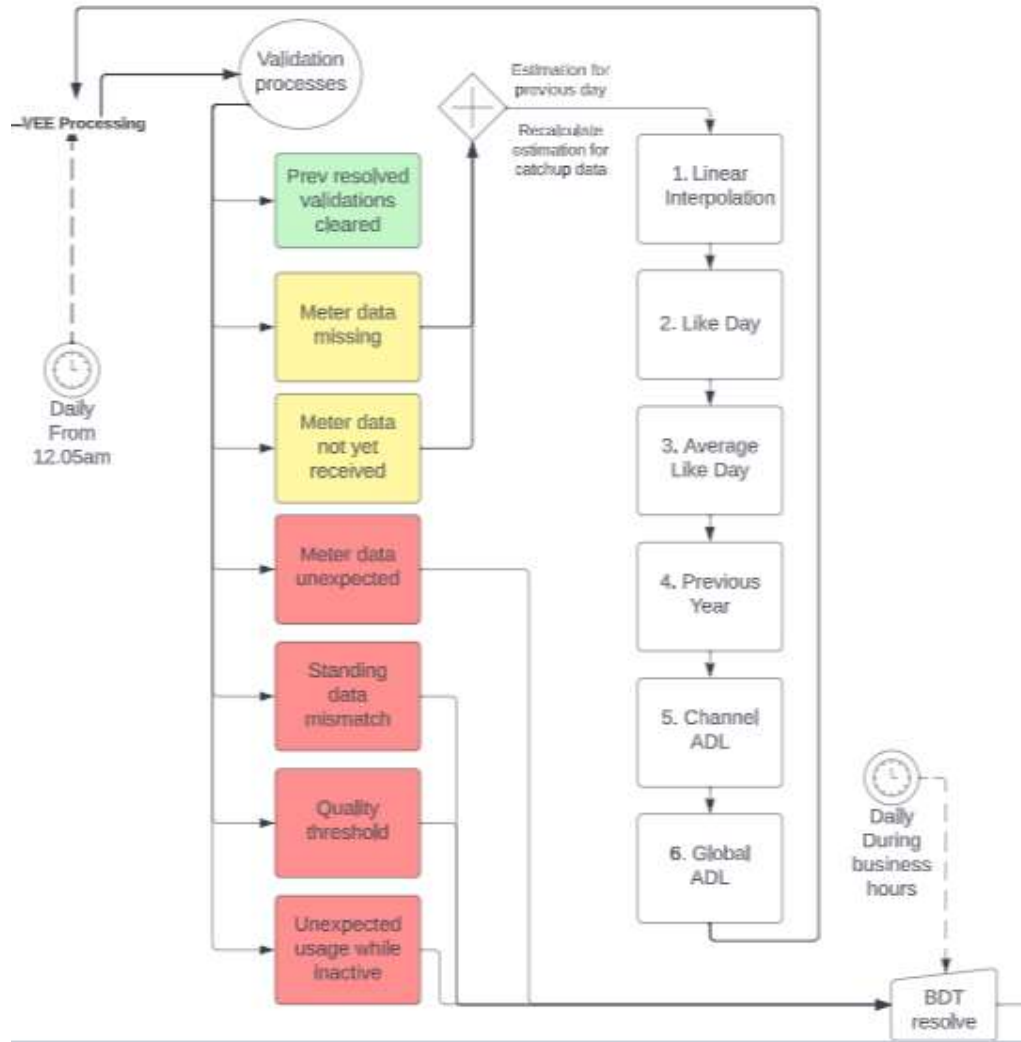 Validation
processes
VEE Processing
Estimation for
previous day
Recalculate
estimation for
catchup data
Prev resolved
validations
cleared
Meter data
missing
Meter data
not yet
received
Meter data
unexpected
Standing
data
mismatch
Quality
threshold
Unexpected
usage while
inactive
Daily
From
12.05am
1. Linear
Interpolation
2. Like Day
3. Average
Like Day
4. Previous
Year
5. Channel
ADL
6. Global
ADL
Daily
During
business
hours
BDT
resolve